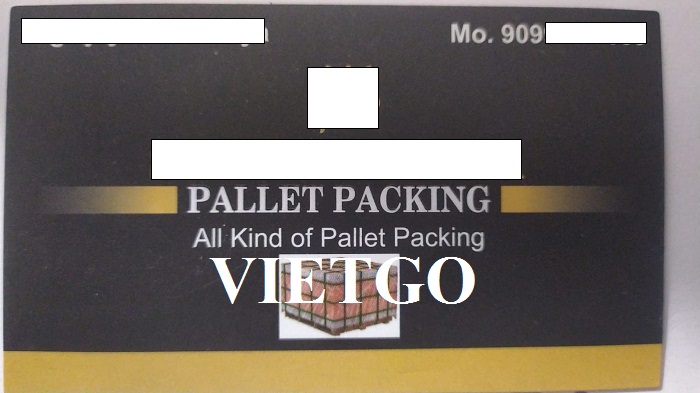 Mo. 909
PALLET PACKING
All Kind of Pallet Packing
VIETGO